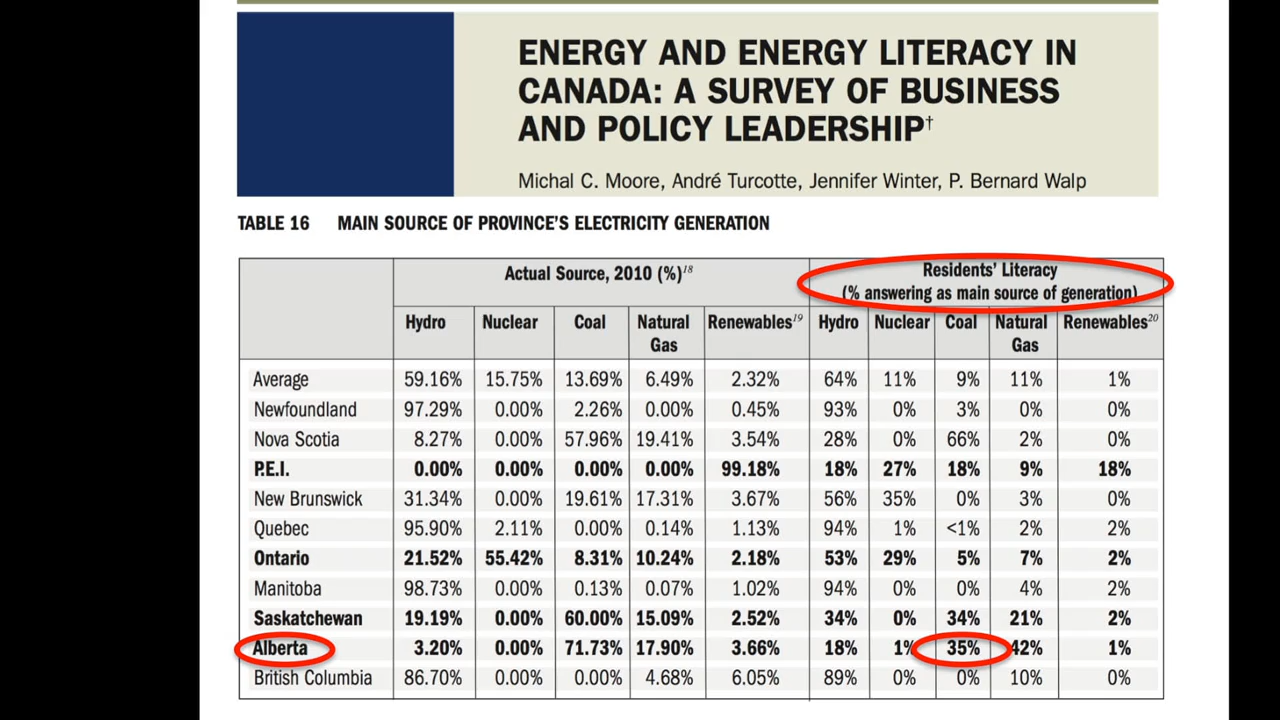 ENERGY AND ENERGY LITERACY IN
CANADA: A SURVEY OF BUSINESS
AND POLICY LEADERSHIP†
Michal C. Moore, André Turcotte, Jennifer Winter, P. Bernard Walp
TABLE 16 MAIN SOURCE OF PROVINCE'S ELECTRICITY GENERATION
Actual Source, 2010 (%)18 Residents' Literacy
(% answering as main source of generation)
Hydro Nuclear Coal Natural Gas Renewables19 Hydro Nuclear Coal Natural Gas Renewables20
Average 59.16% 15.75% 13.69% 6.49% 2.32% 64% 11% 9% 11% 1%
Newfoundland 97.29% 0.00% 2.26% 0.00% 0.45% 93% 0% 3% 0% 0%
Nova Scotia 8.27% 0.00% 57.96% 19.41% 3.54% 28% 0% 66% 2% 0%
P.E.I. 0.00% 0.00% 0.00% 0.00% 99.18% 18% 27% 18% 9% 18%
New Brunswick 31.34% 0.00% 19.61% 17.31% 3.67% 56% 35% 0% 3% 0%
Quebec 95.90% 2.11% 0.00% 0.14% 1.13% 94% 1% <1% 2% 2%
Ontario 21.52% 55.42% 8.31% 10.24% 2.18% 53% 29% 5% 7% 2%
Manitoba 98.73% 0.00% 0.13% 0.07% 1.02% 94% 0% 0% 4% 2%
Saskatchewan 19.19% 0.00% 60.00% 15.09% 2.52% 34% 0% 34% 21% 2%
Alberta 3.20% 0.00% 71.73% 17.90% 3.66% 18% 1% 35% 42% 1%
British Columbia 86.70% 0.00% 0.00% 4.68% 6.05% 89% 0% 0% 10% 0%